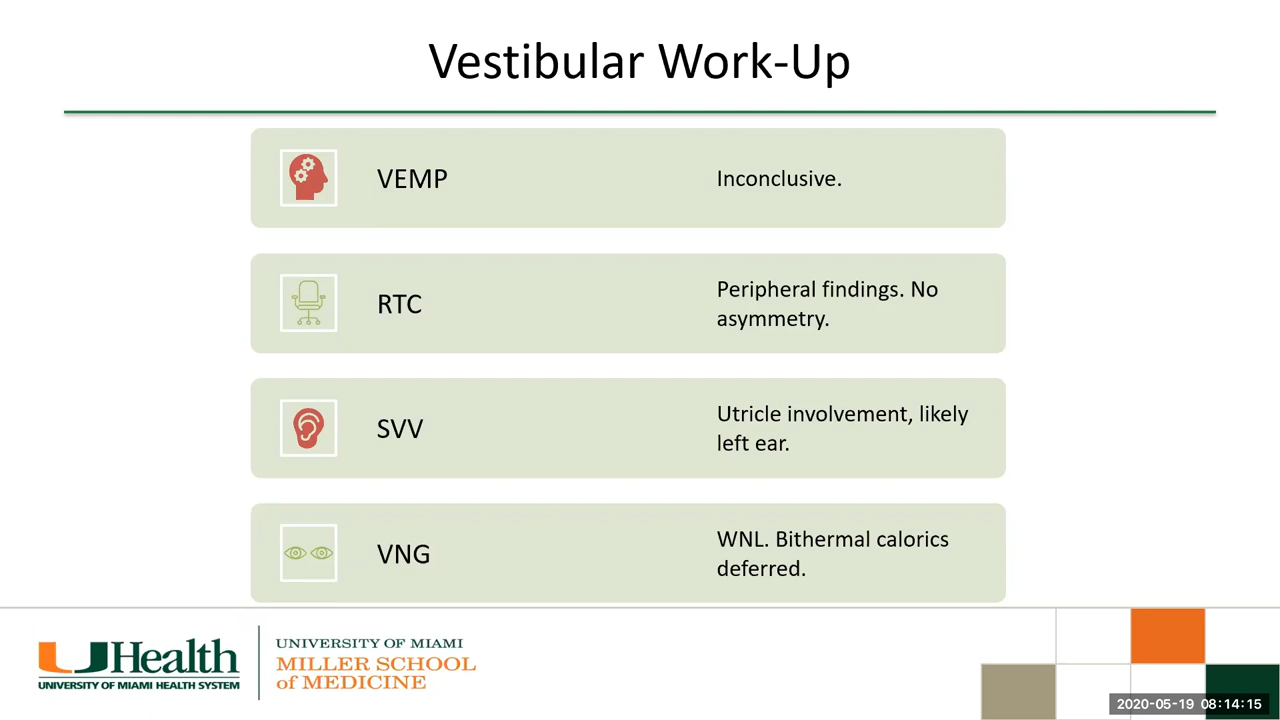 Vestibular Work-Up
VEMP
Inconclusive.
RTC
Peripheral findings. No
asymmetry.
SVV
Utricle involvement, likely
left ear.
VNG
WNL. Bithermal calorics
deferred.
UHealth
UNIVERSITY OF MIAMI HEALTH SYSTEM
UNIVERSITY OF MIAMI
MILLER SCHOOL
of MEDICINE
2020-05-19 08:14:15